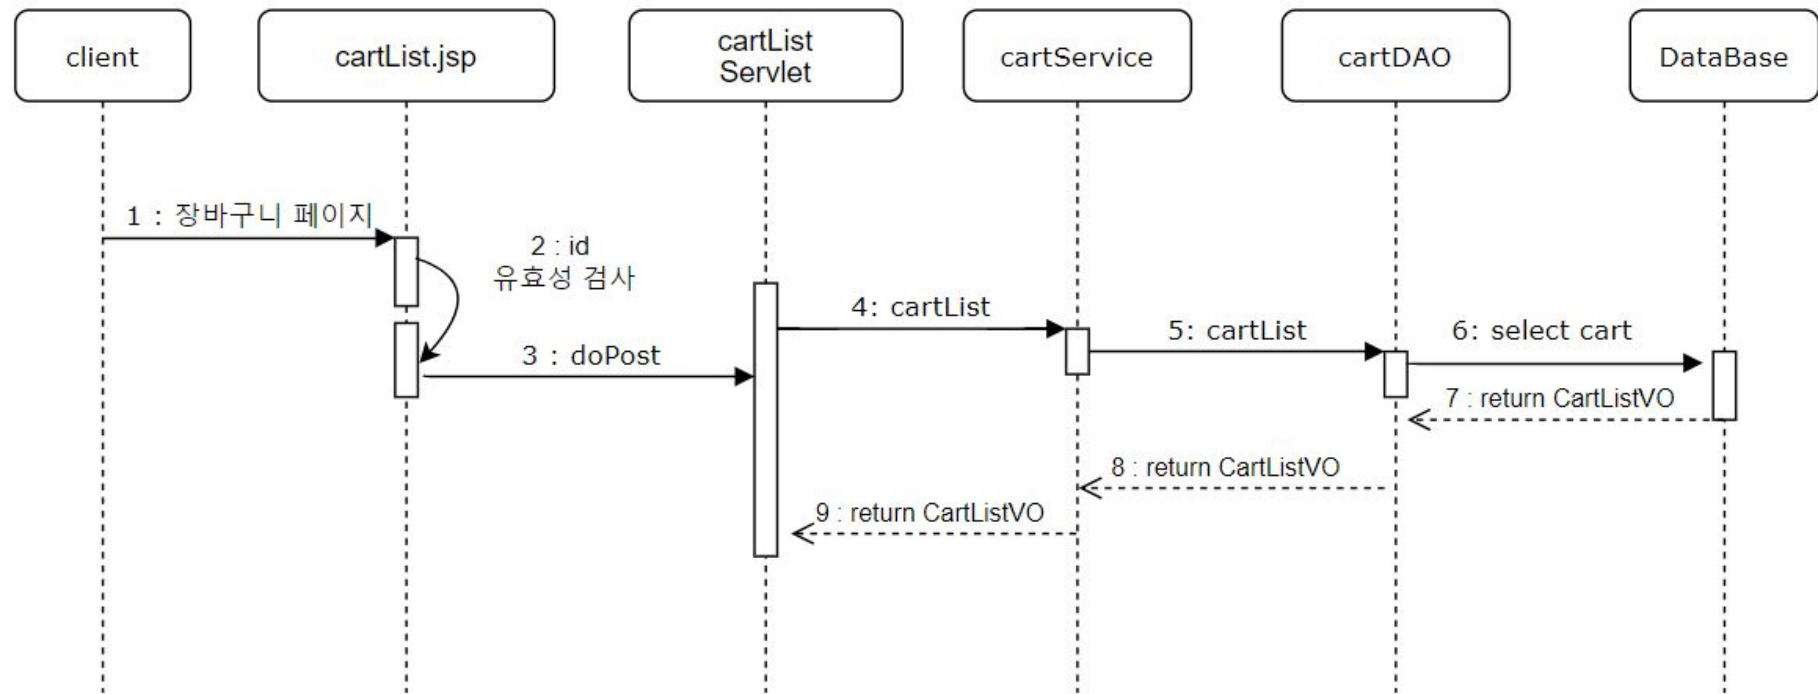 client
cartList.jsp
cartList
Servlet
cartService
cartDAO
DataBase
1 : 장바구니 페이지
2 : id
유효성 검사
3 : doPost
4: cartList
5: cartList
6: select cart
7 : return CartListVO
8 : return CartListVO
9 : return CartListVO